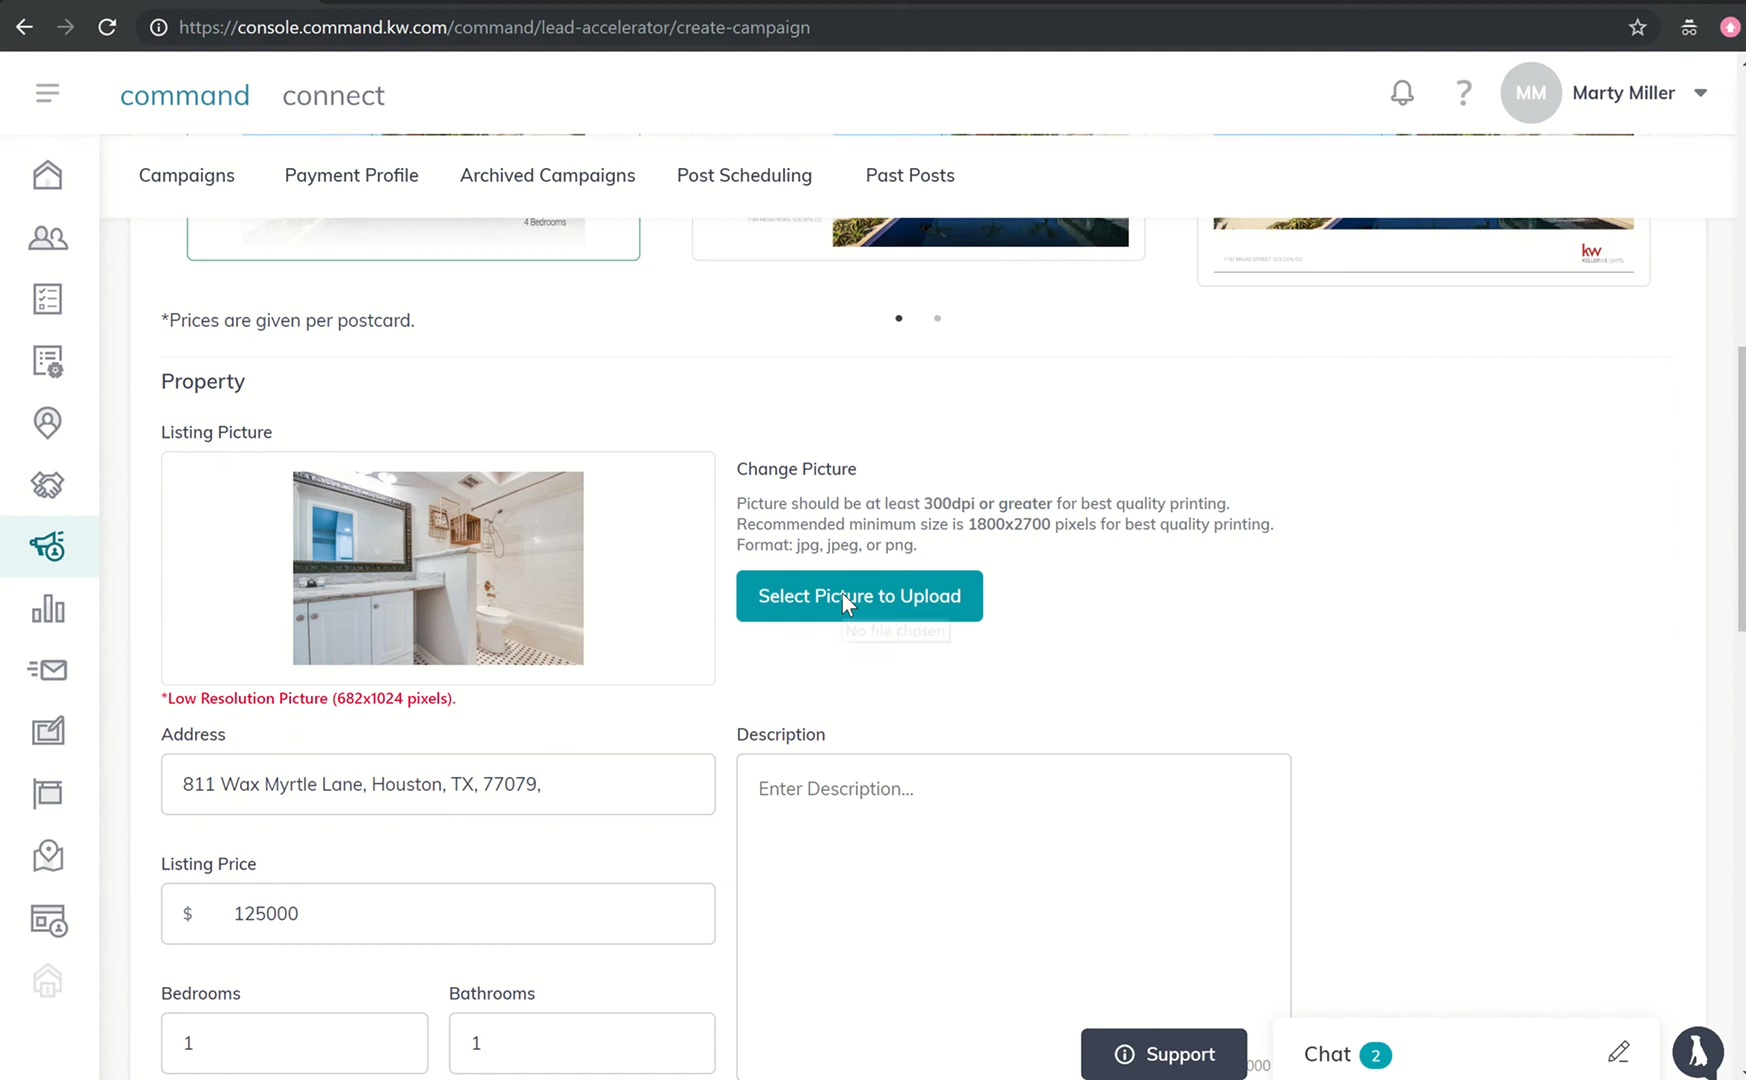 https://console.command.kw.com/command/lead-accelerator/create-campaign
command connect
MM Marty Miller
Campaigns Payment Profile Archived Campaigns Post Scheduling Past Posts
4 Bedrooms
kw
*Prices are given per postcard.
Property
Listing Picture
Change Picture
Picture should be at least 300dpi or greater for best quality printing.
Recommended minimum size is 1800x2700 pixels for best quality printing.
Format: jpg, jpeg, or png.
Select Picture to Upload
No file chosen
*Low Resolution Picture (682x1024 pixels).
Address
811 Wax Myrtle Lane, Houston, TX, 77079,
Description
Enter Description...
Listing Price
$ 125000
Bedrooms
1
Bathrooms
1
Support
000
Chat 2